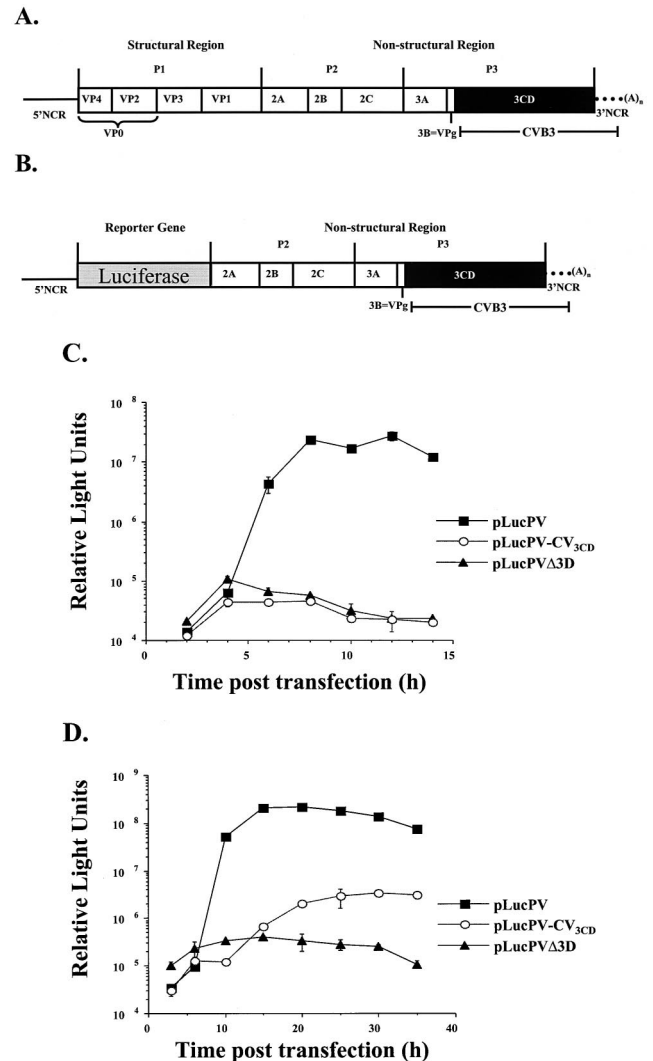 A.
Structural Region Non-structural Region
P1 P2 P3
VP4 VP2 VP3 VP1 2A 2B 2C 3A 3CD (A)n
5'NCR 3'NCR
VP0 3B=VPg CVB3
B.
Reporter Gene Non-structural Region
P2 P3
Luciferase 2A 2B 2C 3A 3CD (A)n
5'NCR 3'NCR
3B=VPg CVB3
C.
Relative Light Units
10^8
10^7
10^6
10^5
10^4
0 5 10 15
Time post transfection (h)
pLucPV
pLucPV-CV3CD
pLucPVΔ3D
D.
Relative Light Units
10^9
10^8
10^7
10^6
10^5
10^4
0 10 20 30 40
Time post transfection (h)
pLucPV
pLucPV-CV3CD
pLucPVΔ3D